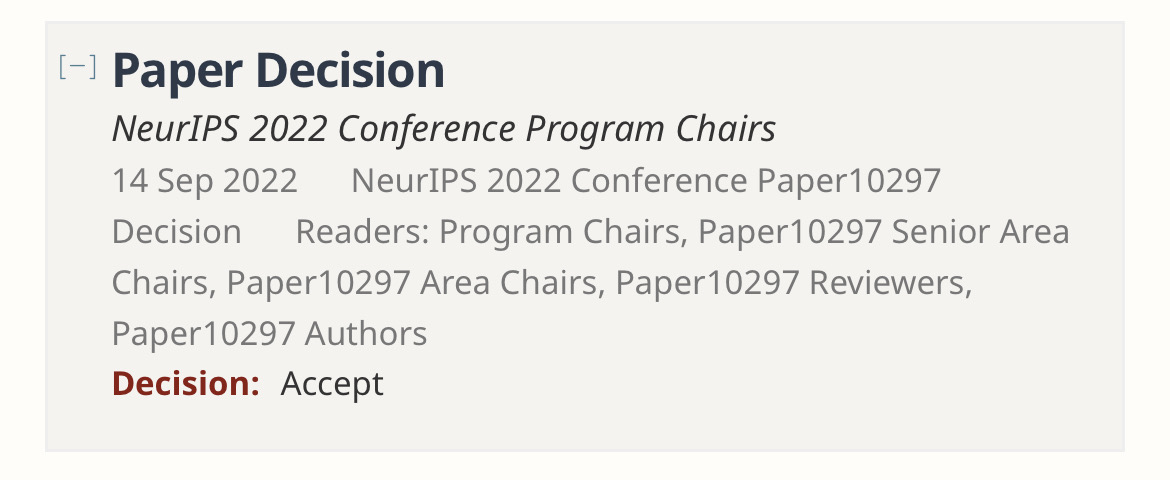 [−] Paper Decision
NeurIPS 2022 Conference Program Chairs
14 Sep 2022 NeurIPS 2022 Conference Paper10297
Decision Readers: Program Chairs, Paper10297 Senior Area
Chairs, Paper10297 Area Chairs, Paper10297 Reviewers,
Paper10297 Authors
Decision: Accept